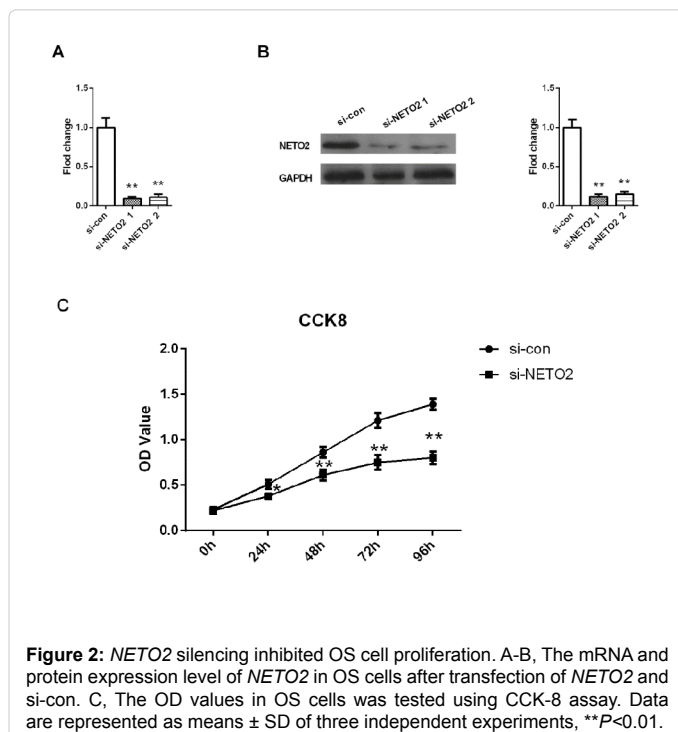 A
B
1.5
1.0
0.5
0.0
Flod change
**
**
si-con
si-NETO2 1
si-NETO2 2
si-con
si-NETO2 1
si-NETO2 2
NETO2
GAPDH
1.5
1.0
0.5
0.0
Flod change
**
**
si-con
si-NETO2 1
si-NETO2 2
C
CCK8
2.0
1.5
1.0
0.5
0.0
OD Value
*
**
**
**
0h
24h
48h
72h
96h
si-con
si-NETO2
Figure 2: NETO2 silencing inhibited OS cell proliferation. A-B, The mRNA and
protein expression level of NETO2 in OS cells after transfection of NETO2 and
si-con. C, The OD values in OS cells was tested using CCK-8 assay. Data
are represented as means ± SD of three independent experiments, **P<0.01.